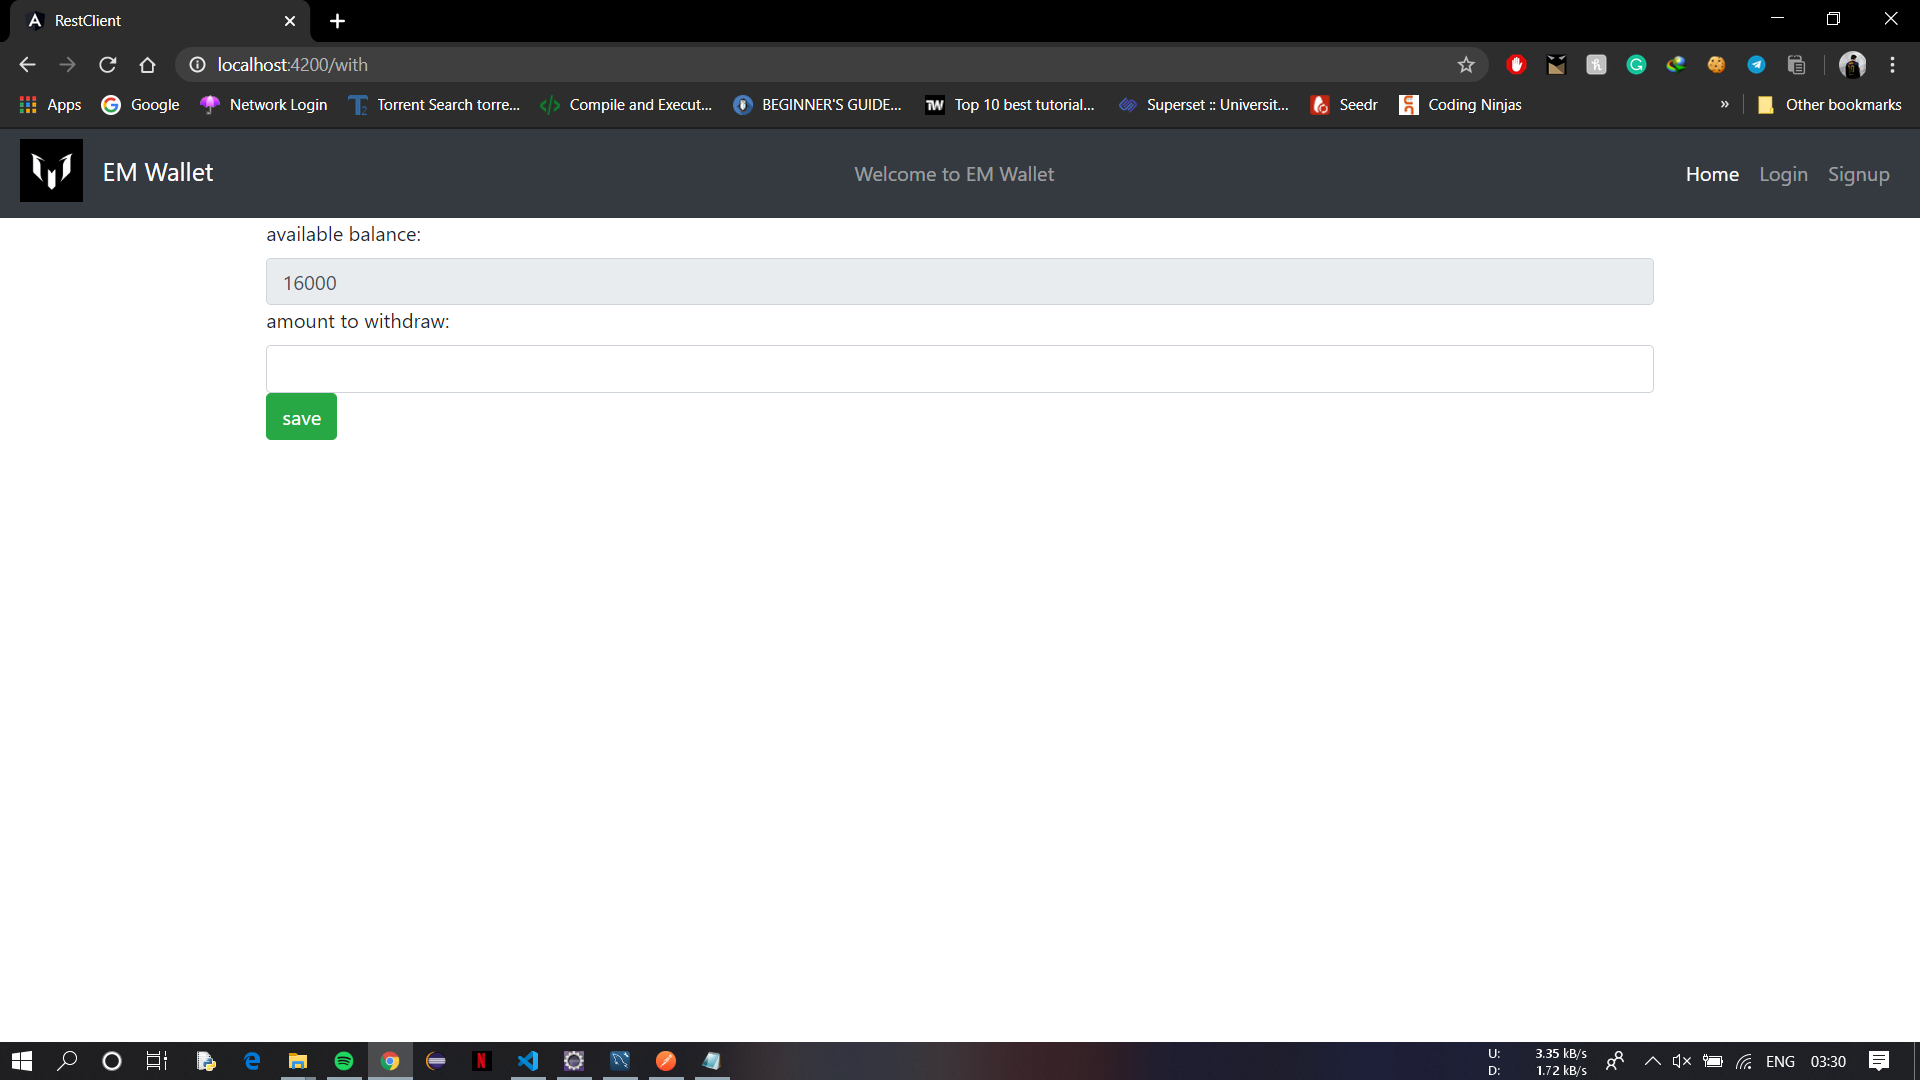 RestClient
localhost:4200/with
Apps Google Network Login Torrent Search torre... Compile and Execut... BEGINNER'S GUIDE... Top 10 best tutorial... Superset :: Universit... Seedr Coding Ninjas » Other bookmarks
EM Wallet Welcome to EM Wallet Home Login Signup
available balance:
16000
amount to withdraw:
save
U: 3.35 kB/s
D: 1.72 kB/s
ENG 03:30